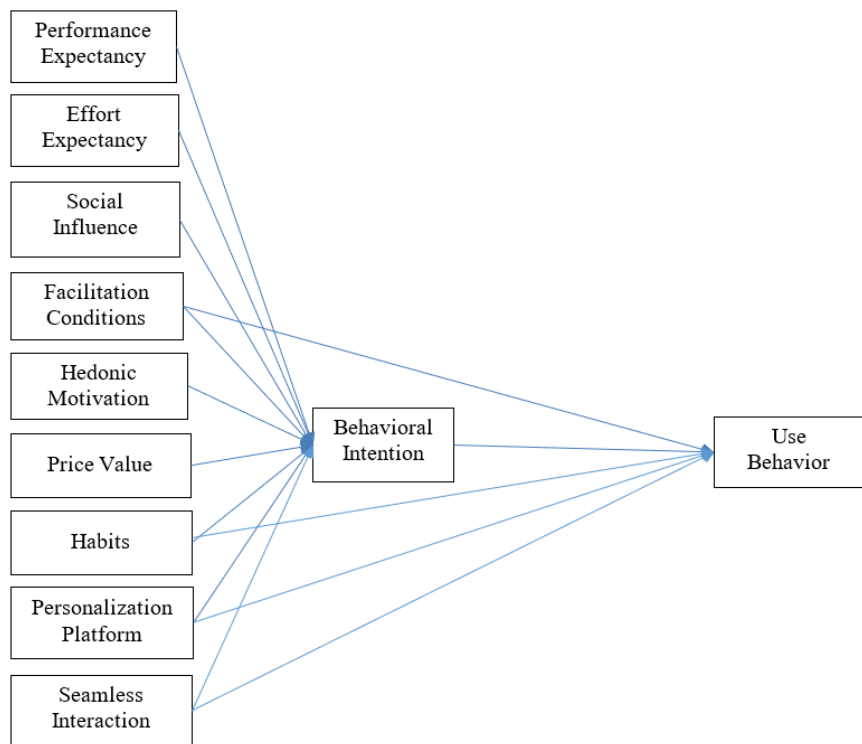 Performance
Expectancy
Effort
Expectancy
Social
Influence
Facilitation
Conditions
Hedonic
Motivation
Price Value
Habits
Personalization
Platform
Seamless
Interaction
Behavioral
Intention
Use
Behavior